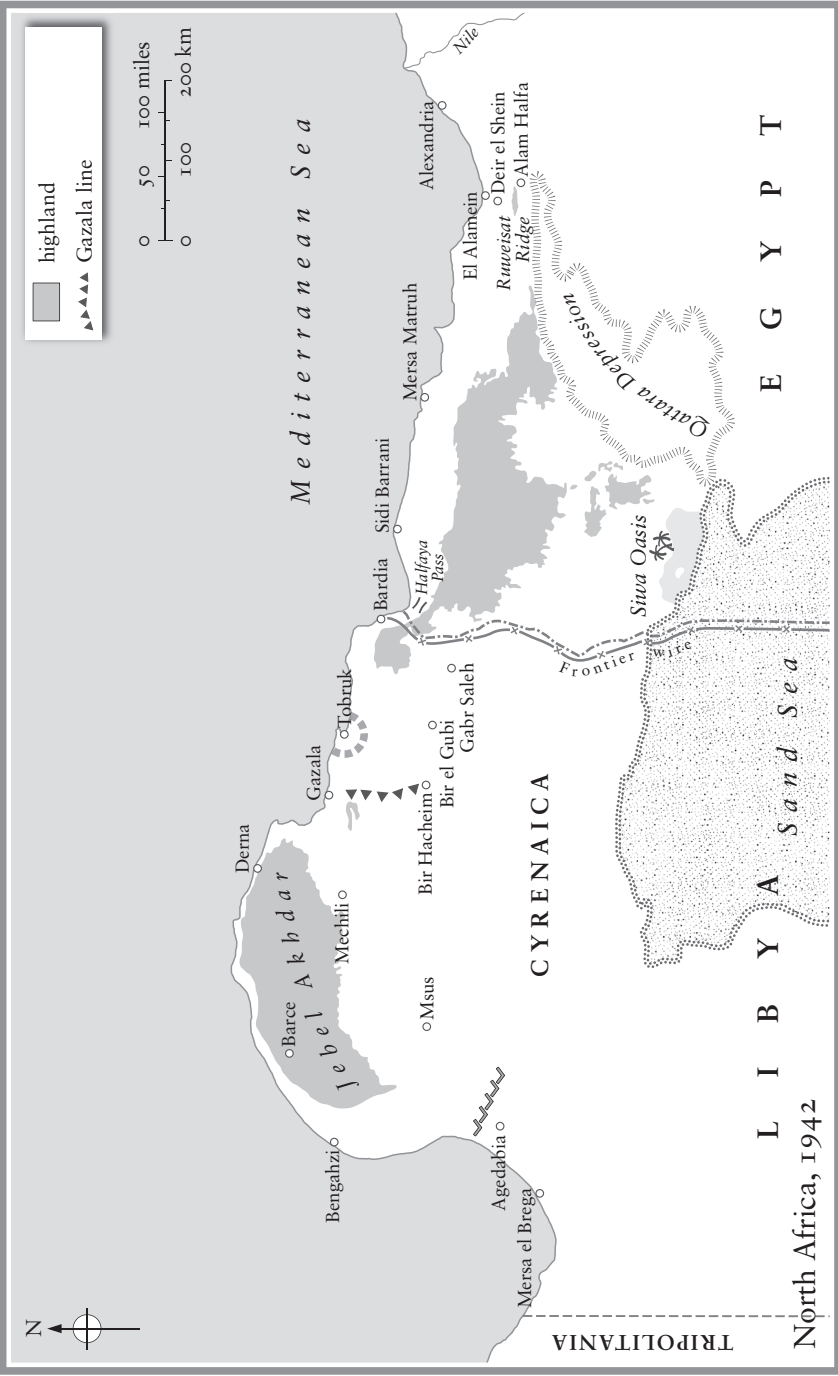 highland
Gazala line
0 50 100 miles
0 100 200 km
N
Mediterranean Sea
Nile
Alexandria
El Alamein
Deir el Shein
Alam Halfa
Ruweisat
Ridge
Mersa Matruh
Sidi Barrani
Bardia
Halfaya
Pass
Qattara Depression
Siwa Oasis
Frontier Wire
Tobruk
Gazala
Gabr Saleh
Bir el Gubi
Bir Hacheim
Derna
Mechili
Jebel Akhdar
Barce
Msus
Bengahzi
Agedabia
Mersa el Brega
CYRENAICA
TRIPOLITANIA
Sand Sea
LIBYA
EGYPT
North Africa, 1942